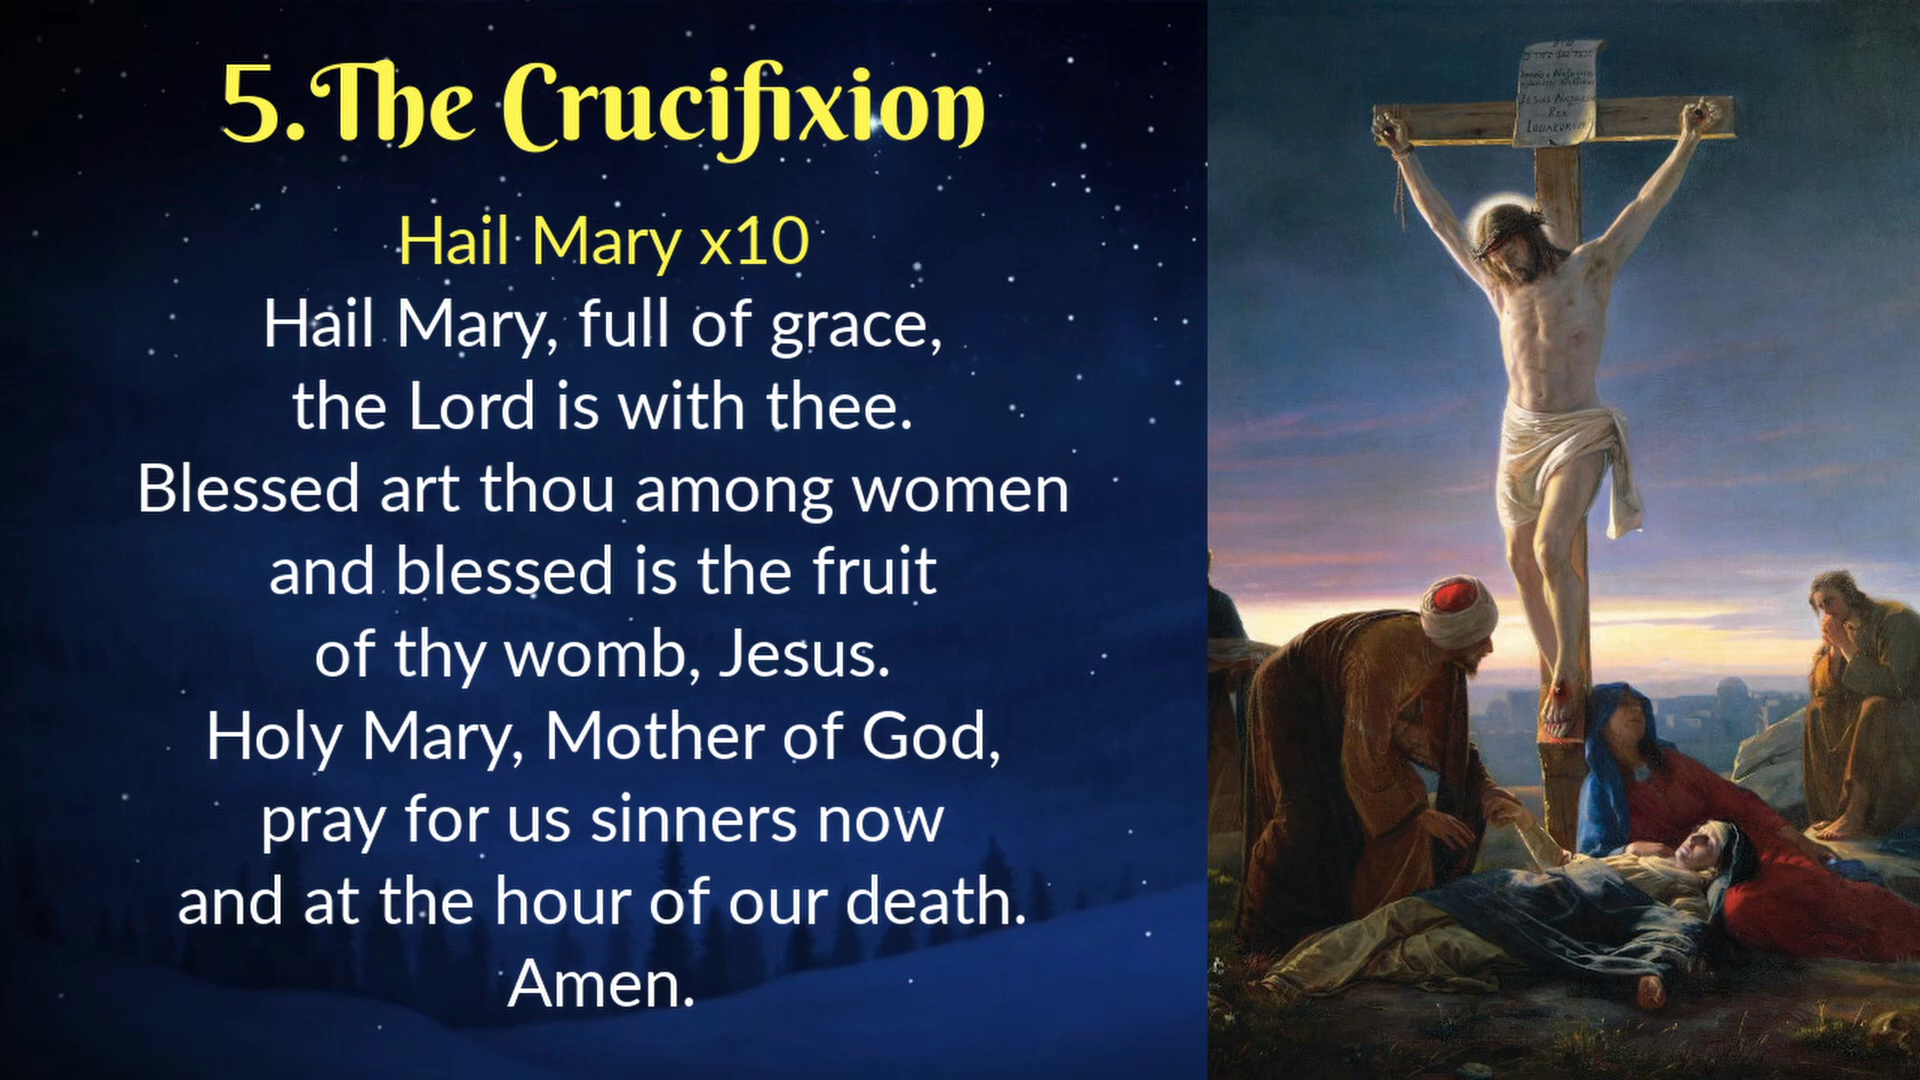 5. The Crucifixion
Hail Mary x10
Hail Mary, full of grace,
the Lord is with thee.
Blessed art thou among women
and blessed is the fruit
of thy womb, Jesus.
Holy Mary, Mother of God,
pray for us sinners now
and at the hour of our death.
Amen.
Rex